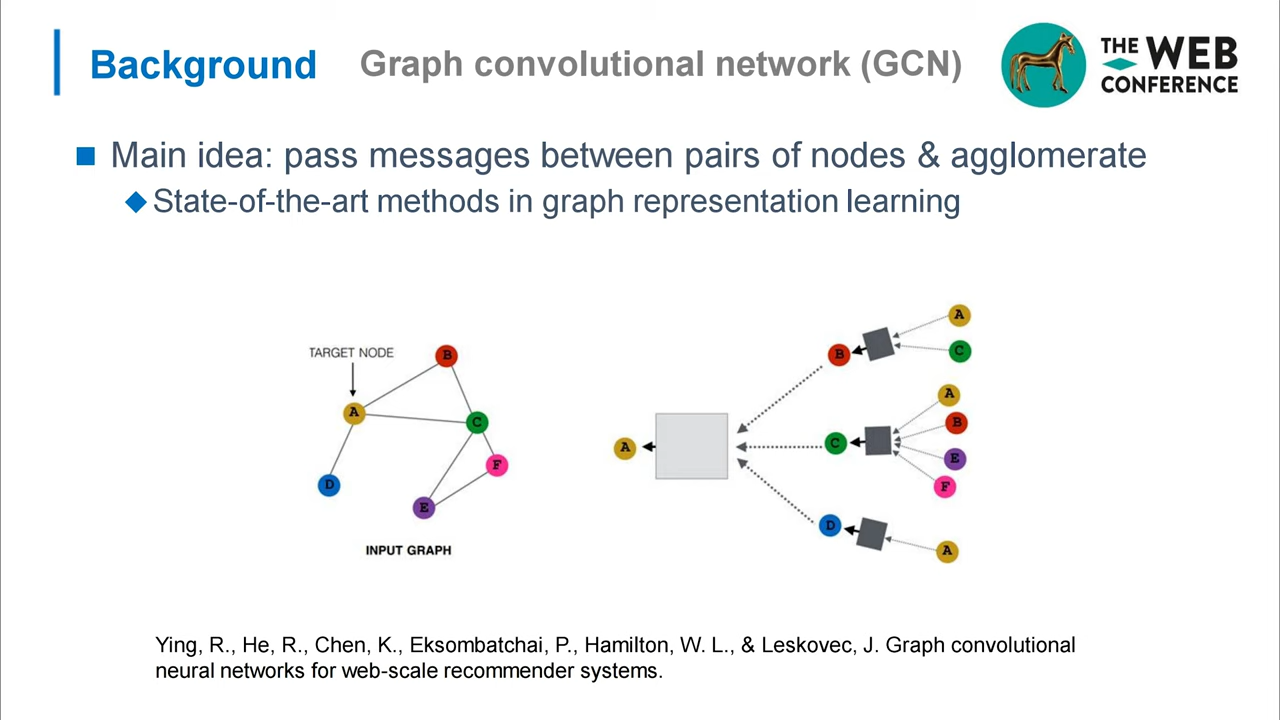 Background Graph convolutional network (GCN)
THE WEB
CONFERENCE
Main idea: pass messages between pairs of nodes & agglomerate
State-of-the-art methods in graph representation learning
TARGET NODE
B
A
C
F
D
E
INPUT GRAPH
A
B
A
C
C
A
B
E
F
D
A
Ying, R., He, R., Chen, K., Eksombatchai, P., Hamilton, W. L., & Leskovec, J. Graph convolutional
neural networks for web-scale recommender systems.